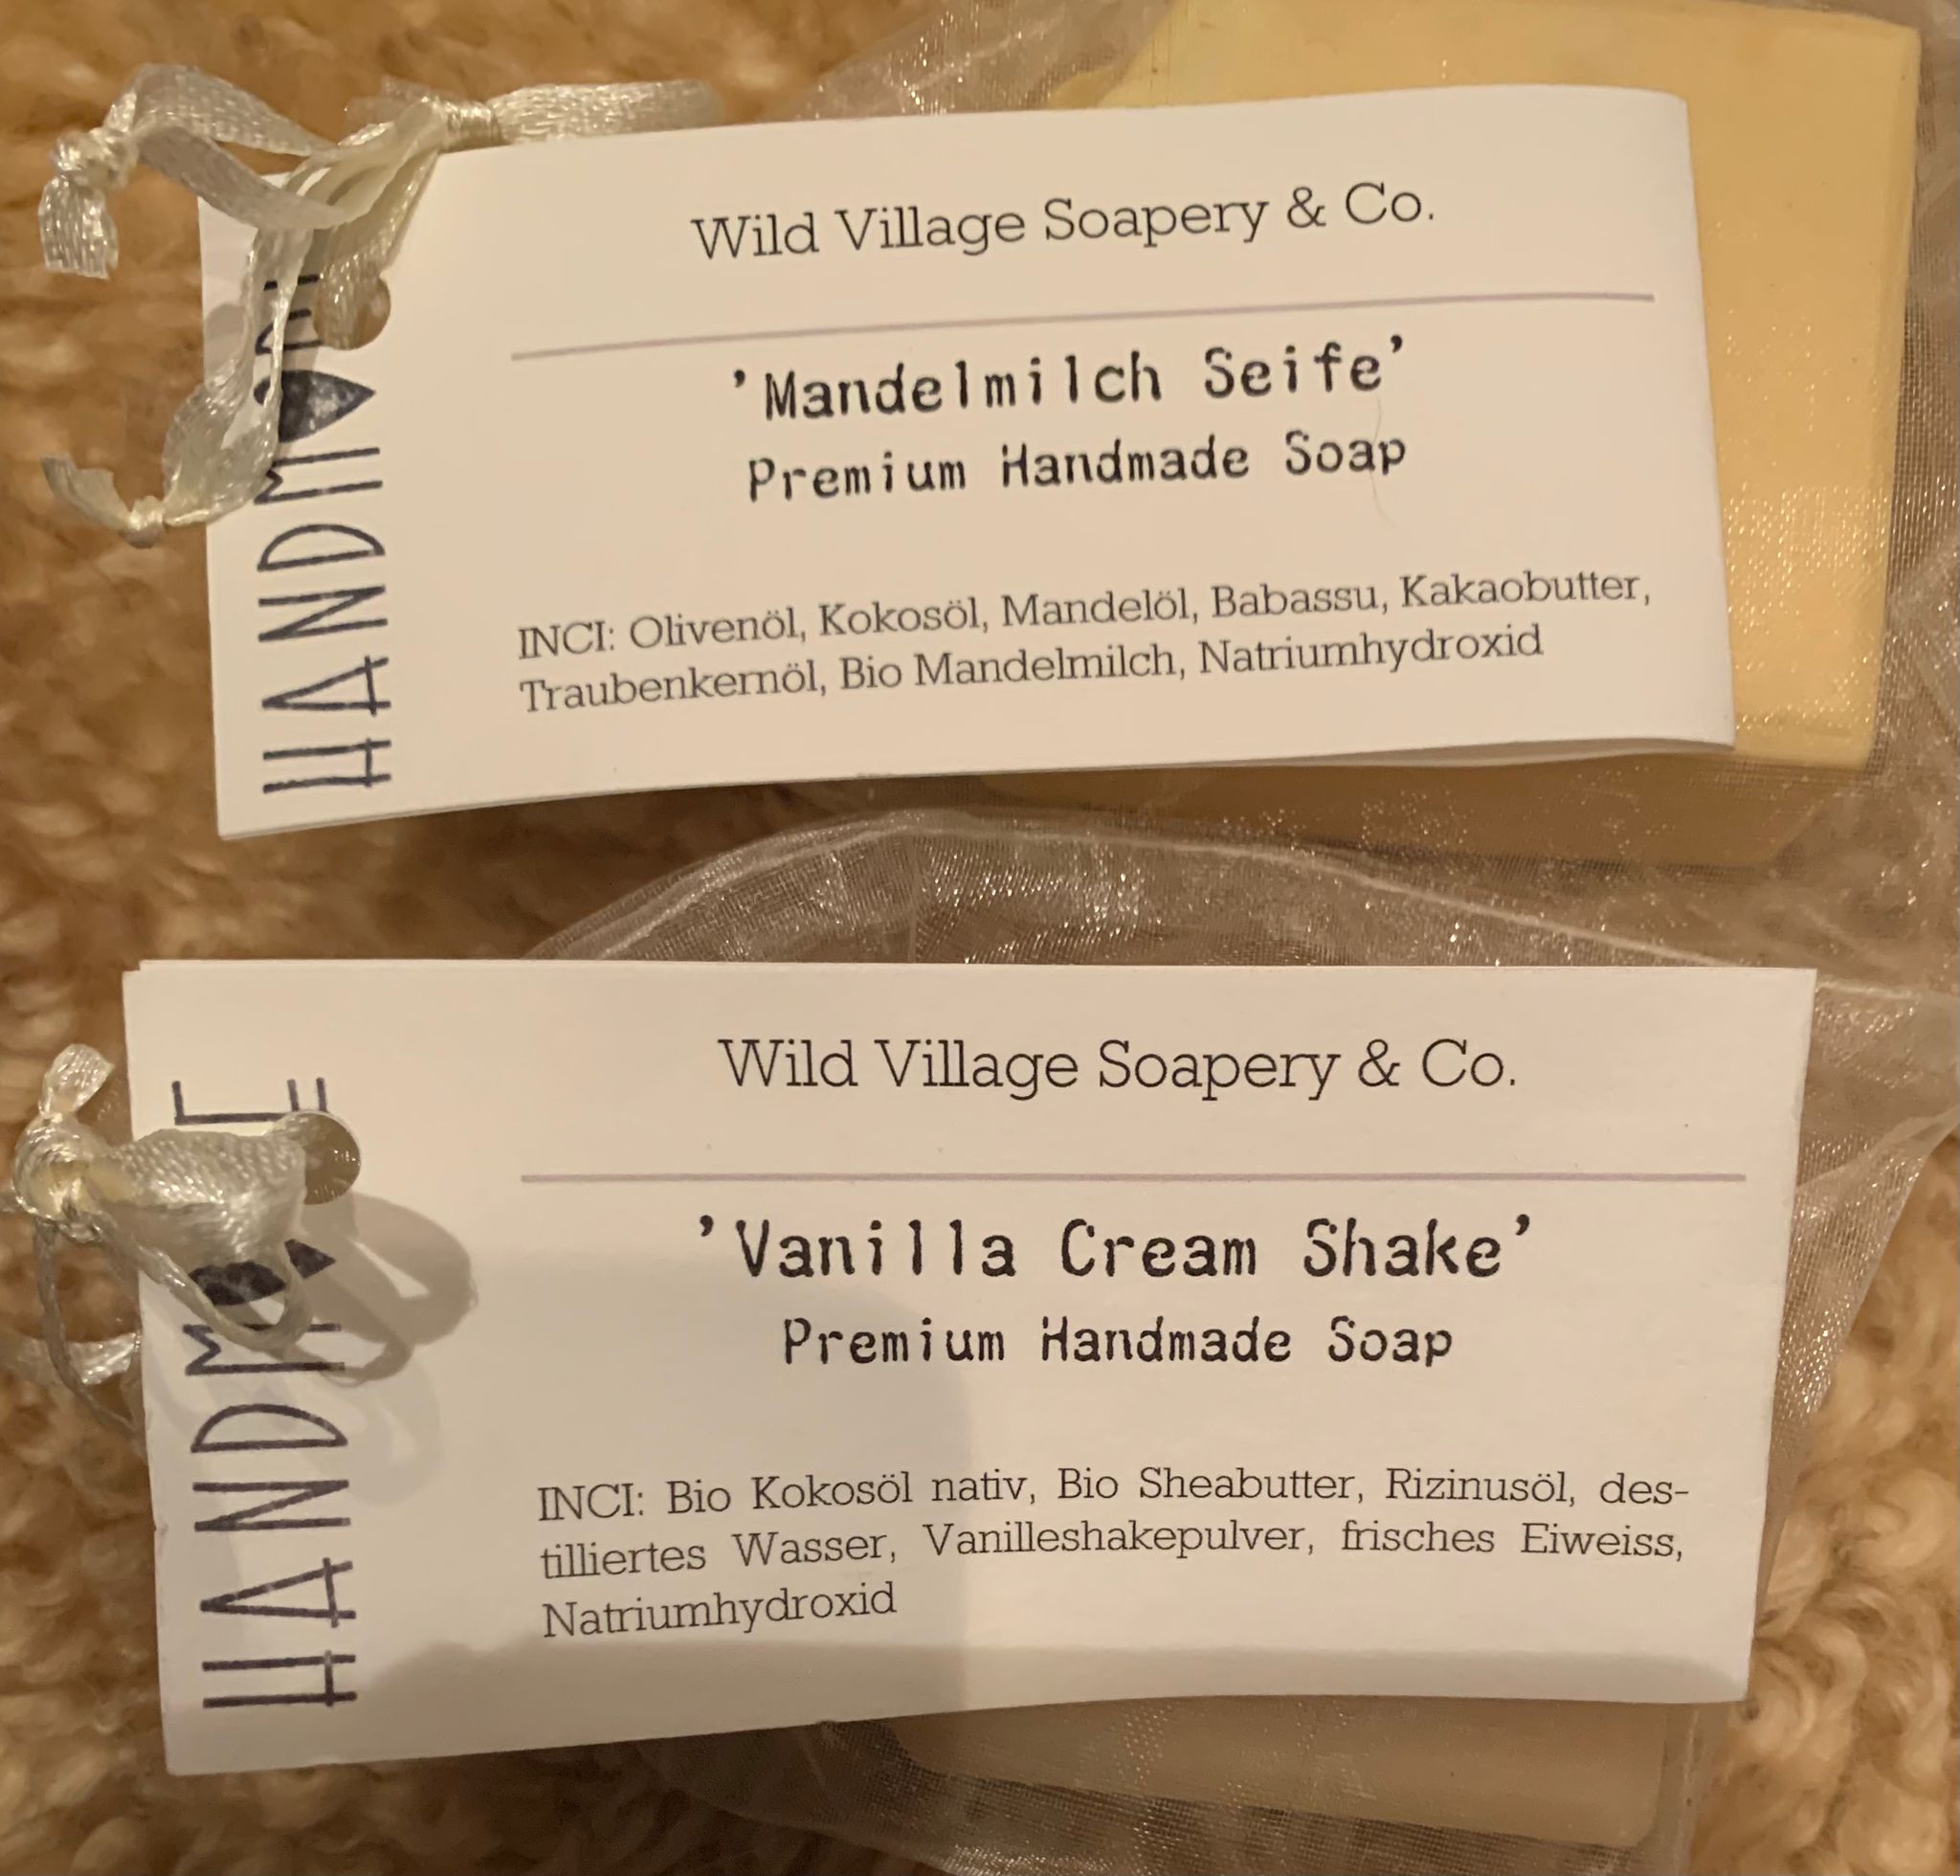 Wild Village Soapery & Co.
'Mandelmilch Seife'
Premium Handmade Soap
INCI: Olivenöl, Kokosöl, Mandelöl, Babassu, Kakaobutter,
Traubenkernöl, Bio Mandelmilch, Natriumhydroxid
Wild Village Soapery & Co.
'Vanilla Cream Shake'
Premium Handmade Soap
INCI: Bio Kokosöl nativ, Bio Sheabutter, Rizinusöl, des-
tilliertes Wasser, Vanilleshakepulver, frisches Eiweiss,
Natriumhydroxid